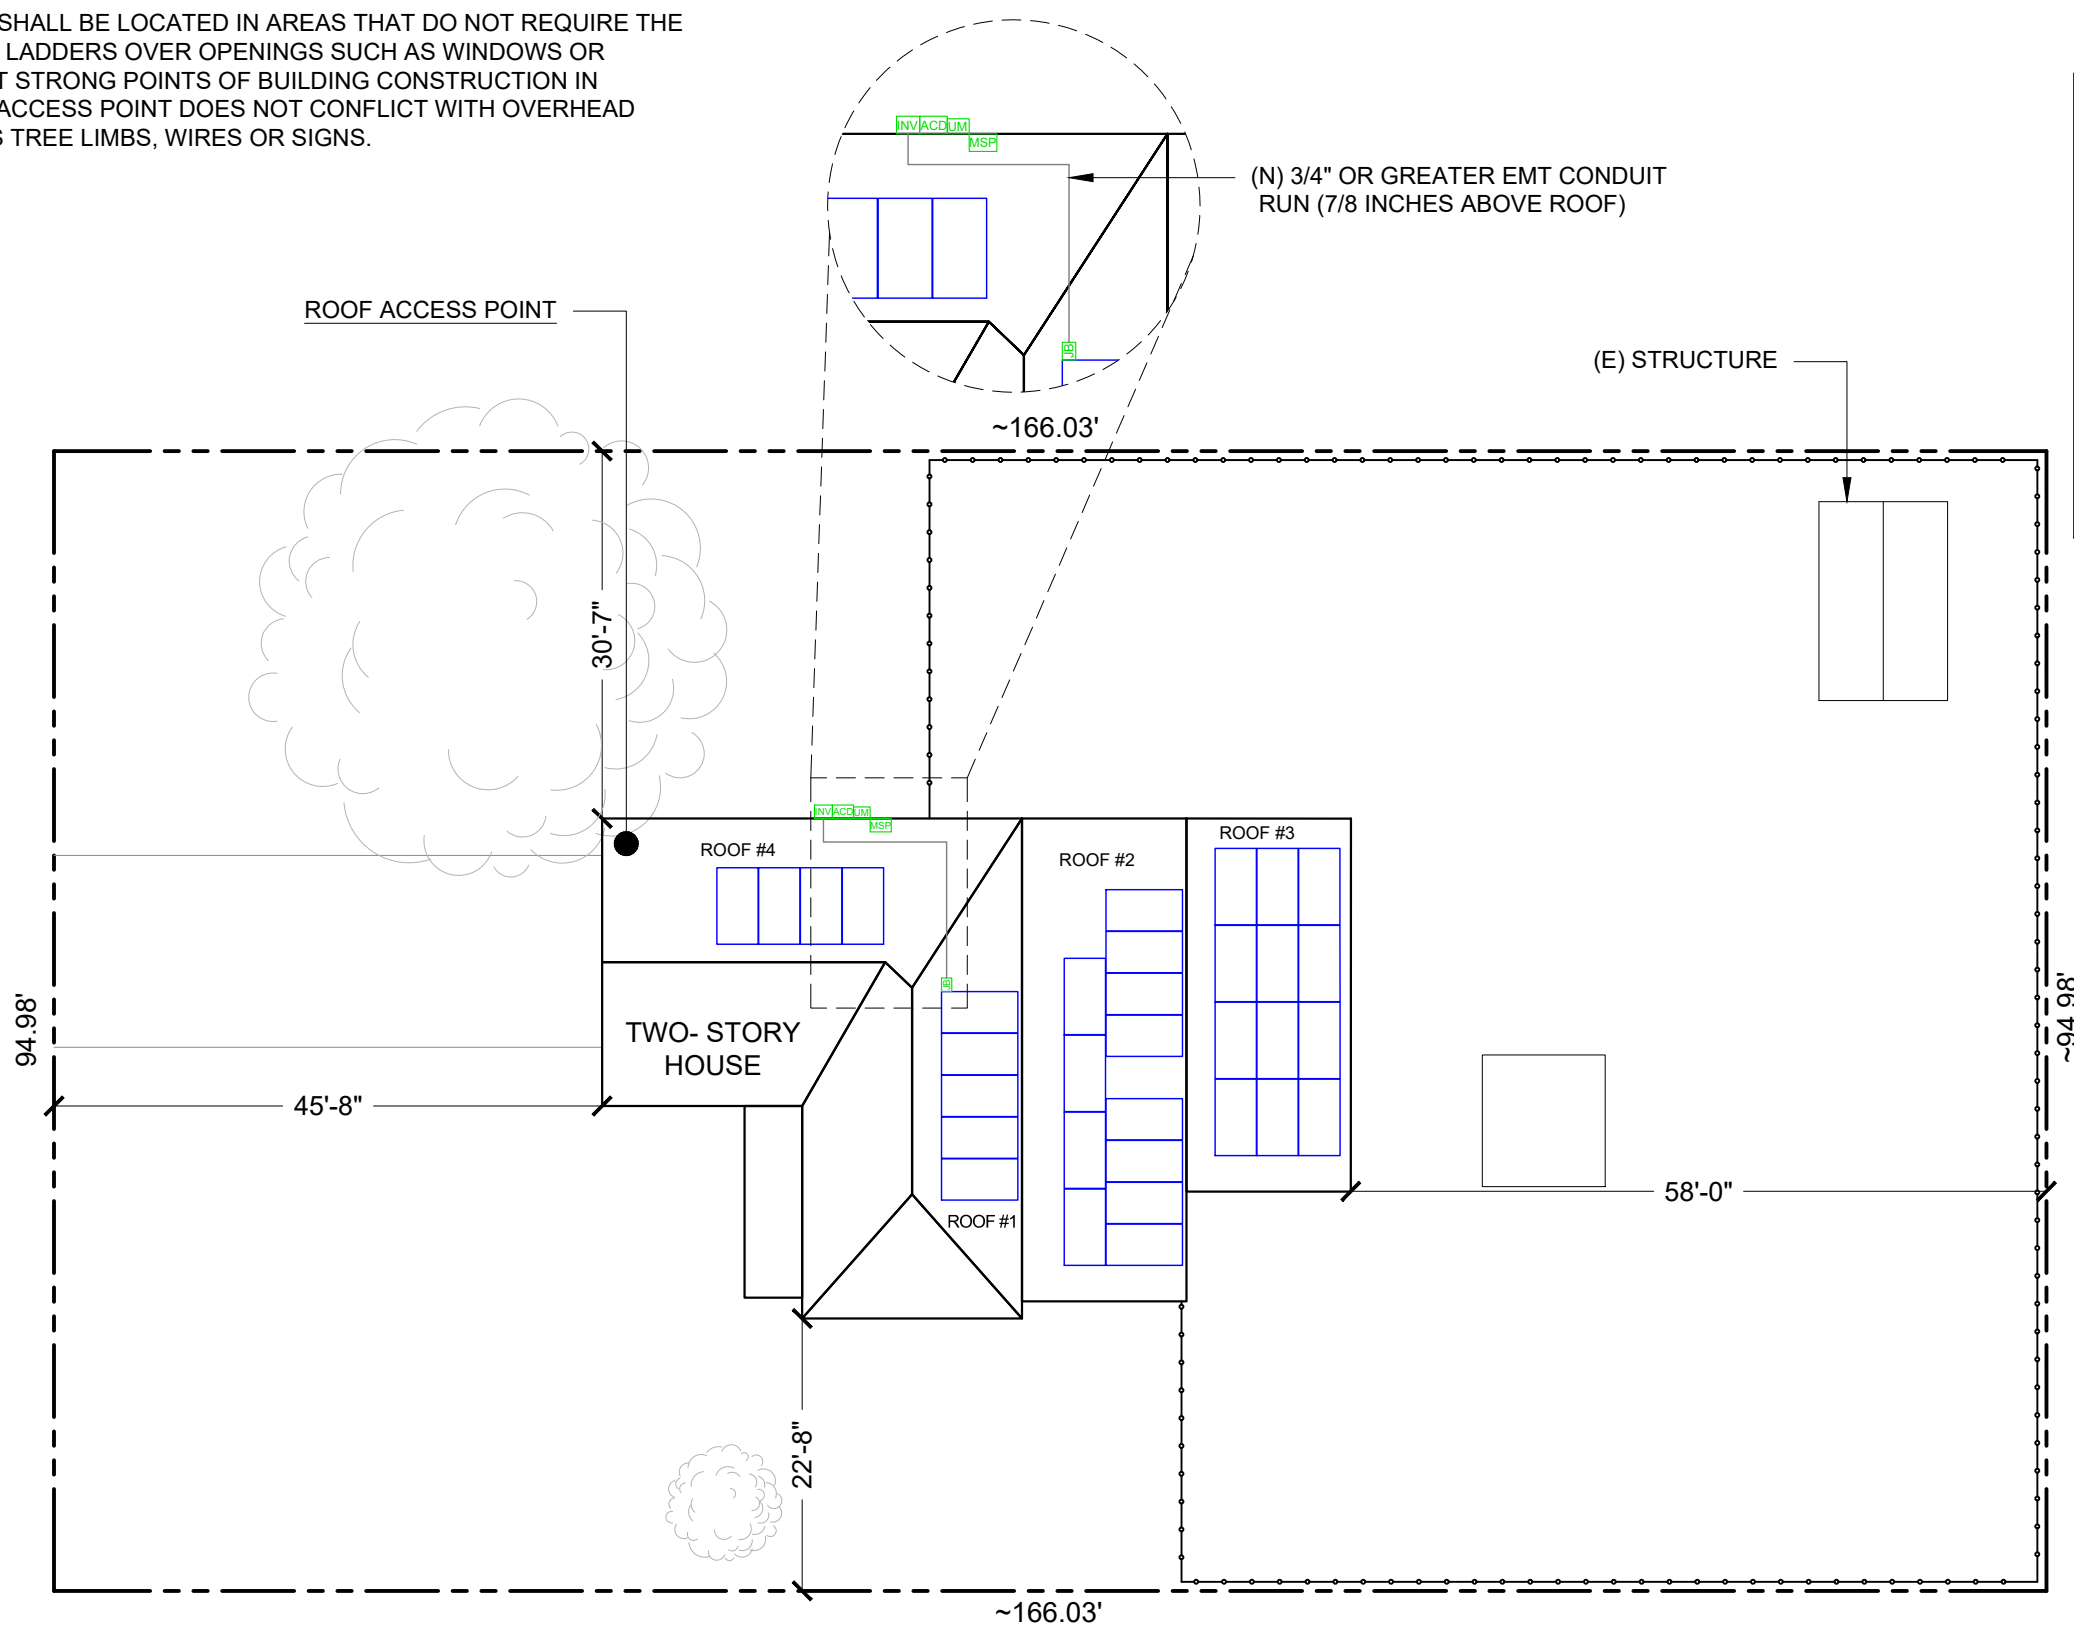 SHALL BE LOCATED IN AREAS THAT DO NOT REQUIRE THE
LADDERS OVER OPENINGS SUCH AS WINDOWS OR
STRONG POINTS OF BUILDING CONSTRUCTION IN
ACCESS POINT DOES NOT CONFLICT WITH OVERHEAD
TREE LIMBS, WIRES OR SIGNS.
INV ACD UM
MSP
(N) 3/4" OR GREATER EMT CONDUIT
RUN (7/8 INCHES ABOVE ROOF)
JB
ROOF ACCESS POINT
(E) STRUCTURE
~166.03'
30'-7"
INV ACD UM
MSP
ROOF #4
ROOF #2
ROOF #3
JB
94.98'
~94.98'
TWO- STORY
HOUSE
45'-8"
58'-0"
ROOF #1
22'-8"
~166.03'